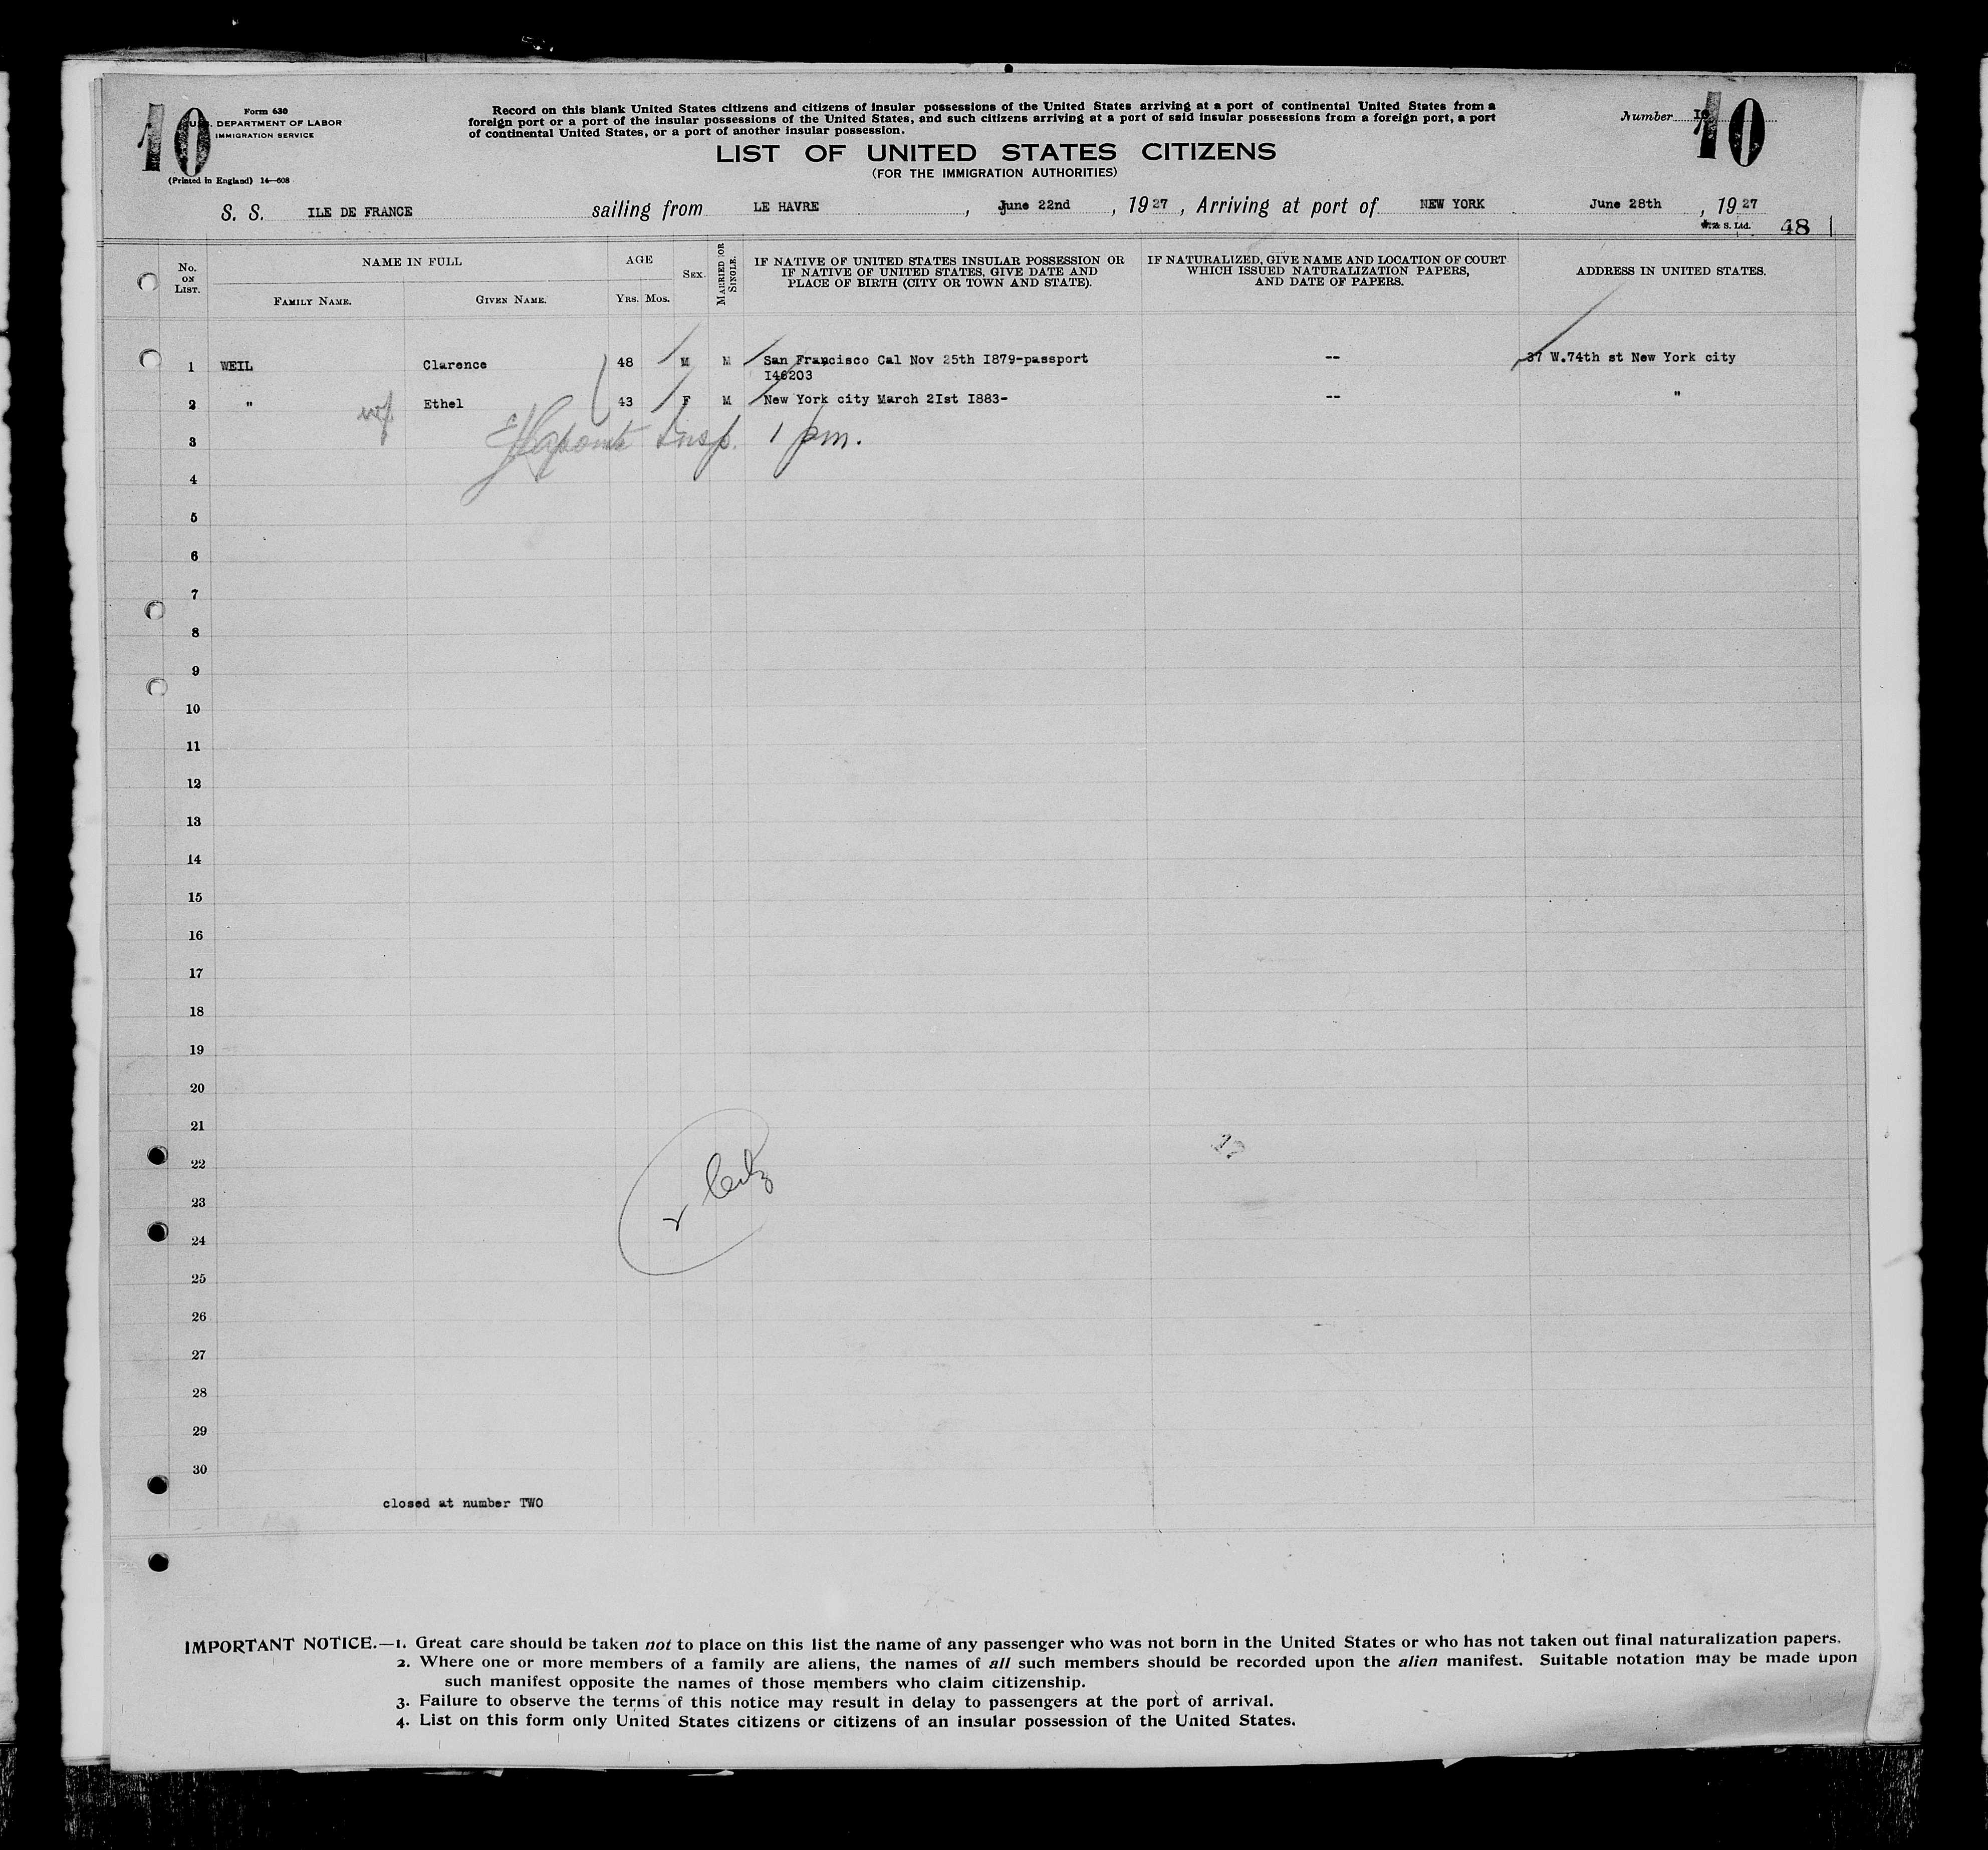 10
Form 630
U.S. DEPARTMENT OF LABOR
IMMIGRATION SERVICE
(Printed in England) 14—608
Record on this blank United States citizens and citizens of insular possessions of the United States arriving at a port of continental United States from a
foreign port or a port of the insular possessions of the United States, and such citizens arriving at a port of said insular possessions from a foreign port, a port
of continental United States, or a port of another insular possession.
Number 10
10
LIST OF UNITED STATES CITIZENS
(FOR THE IMMIGRATION AUTHORITIES)
S. S. ILE DE FRANCE sailing from LE HAVRE, June 22nd, 1927, Arriving at port of NEW YORK June 28th, 1927
W. & S. Ltd. 48
No. ON LIST. NAME IN FULL AGE SEX. MARRIED OR SINGLE. IF NATIVE OF UNITED STATES INSULAR POSSESSION OR IF NATIVE OF UNITED STATES, GIVE DATE AND PLACE OF BIRTH (CITY OR TOWN AND STATE). IF NATURALIZED, GIVE NAME AND LOCATION OF COURT WHICH ISSUED NATURALIZATION PAPERS, AND DATE OF PAPERS. ADDRESS IN UNITED STATES.
FAMILY NAME. GIVEN NAME. YRS. MOS.
1 WEIL Clarence 48 M M San Francisco Cal Nov 25th I879-passport -- 37 W.74th st New York city
I46203
2 " wf Ethel 43 F M New York city March 2Ist I883- -- "
3 Insp. 1 pm.
4
5
6
7
8
9
10
11
12
13
14
15
16
17
18
19
20
21
22
23
24
25
26
27
28
29
30
closed at number TWO
IMPORTANT NOTICE.—1. Great care should be taken not to place on this list the name of any passenger who was not born in the United States or who has not taken out final naturalization papers.
2. Where one or more members of a family are aliens, the names of all such members should be recorded upon the alien manifest. Suitable notation may be made upon
such manifest opposite the names of those members who claim citizenship.
3. Failure to observe the terms of this notice may result in delay to passengers at the port of arrival.
4. List on this form only United States citizens or citizens of an insular possession of the United States.